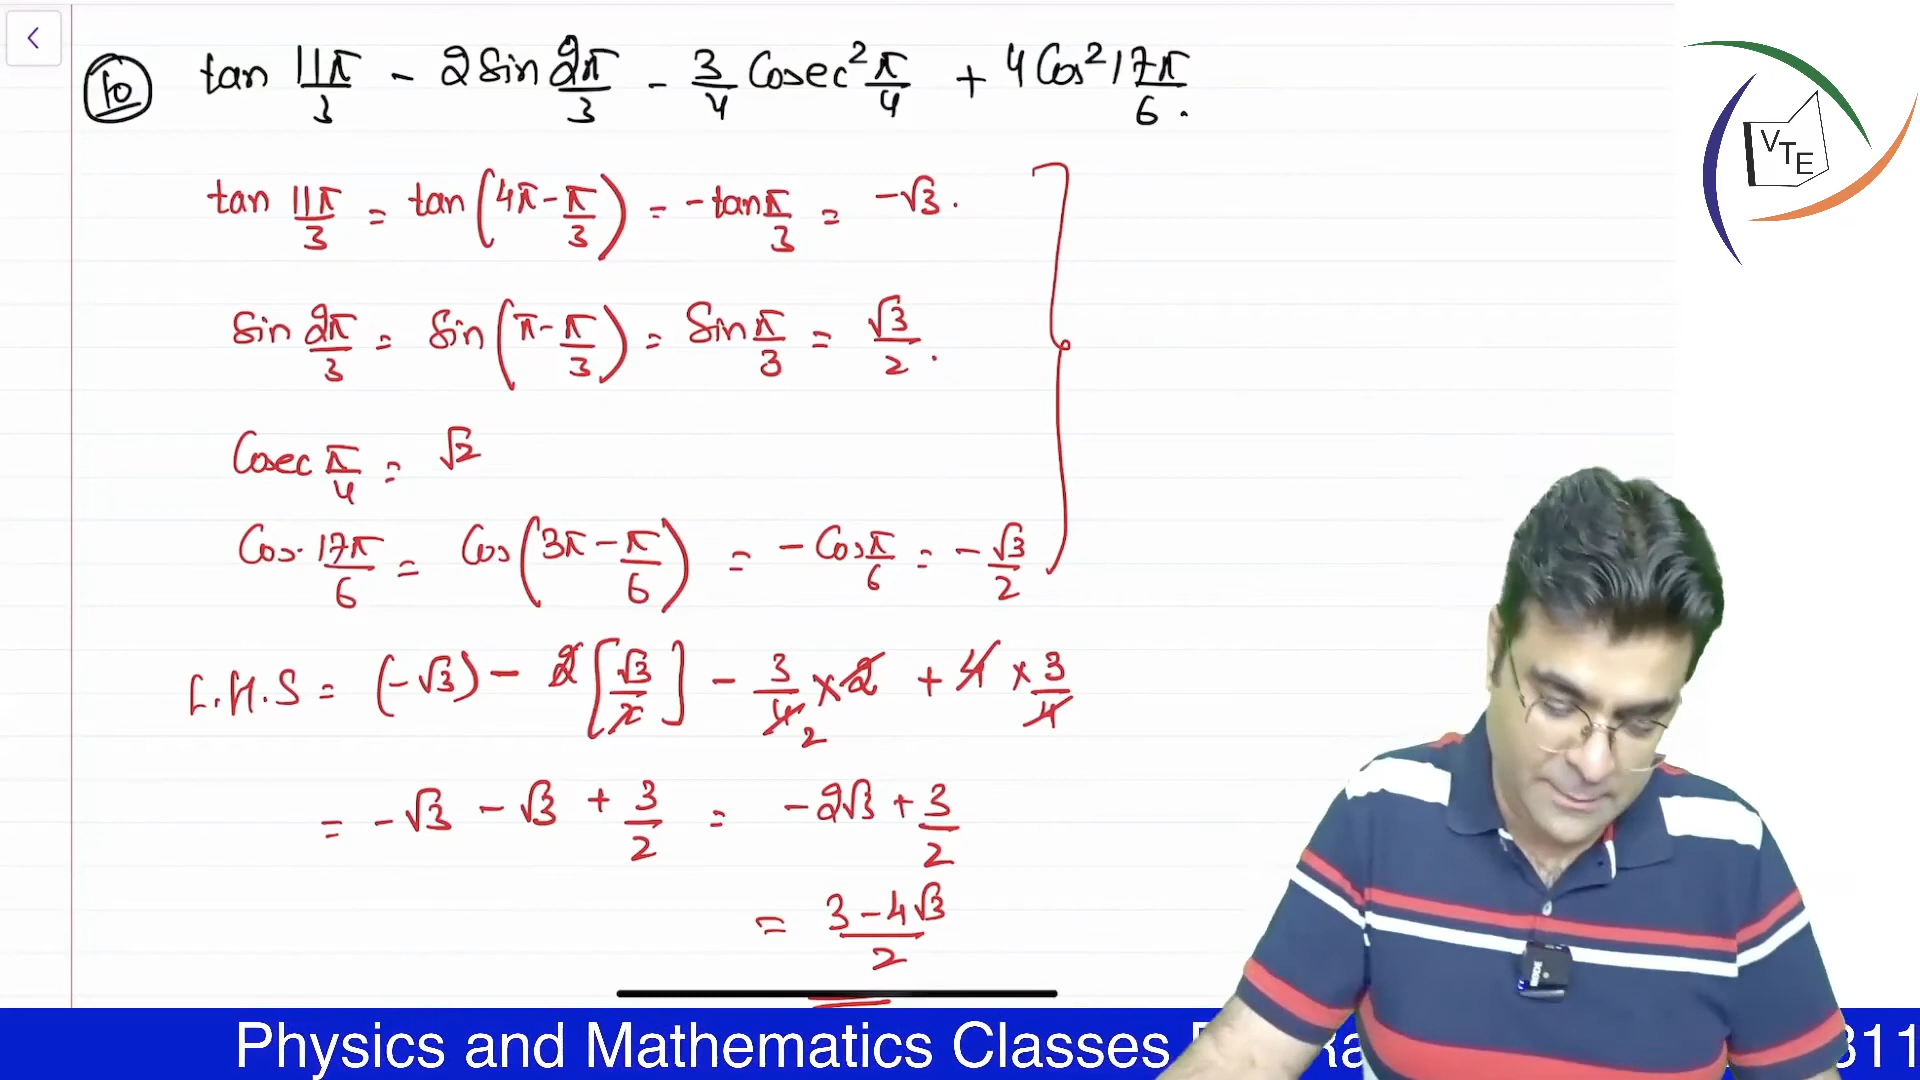 10 tan 11π/3 - 2 Sin 2π/3 - 3/4 Cosec² π/4 + 4 Cos² 17π/6.
tan 11π/3 = tan (4π - π/3) = - tan π/3 = -√3.
Sin 2π/3 = Sin (π - π/3) = Sin π/3 = √3/2.
Cosec π/4 = √2
Cos 17π/6 = Cos (3π - π/6) = - Cos π/6 = - √3/2
L.H.S = (-√3) - 2 [√3/2] - 3/4 2 × 2 + 4 × 3/4
= -√3 - √3 + 3/2 = -2√3 + 3/2
= 3 - 4√3 / 2
VTE
Physics and Mathematics Classes